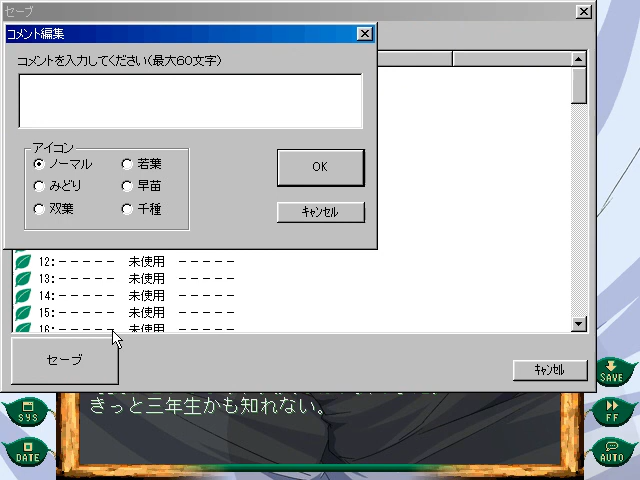 セーブ
コメント編集
コメントを入力してください(最大60文字)
アイコン
ノーマル 若葉
みどり 早苗
双葉 千種
OK
キャンセル
12:----- 未使用 -----
13:----- 未使用 -----
14:----- 未使用 -----
15:----- 未使用 -----
16:----- 未使用 -----
セーブ
キャンセル
SAVE
きっと三年生かも知れない。
SYS
FF
DATE
AUTO